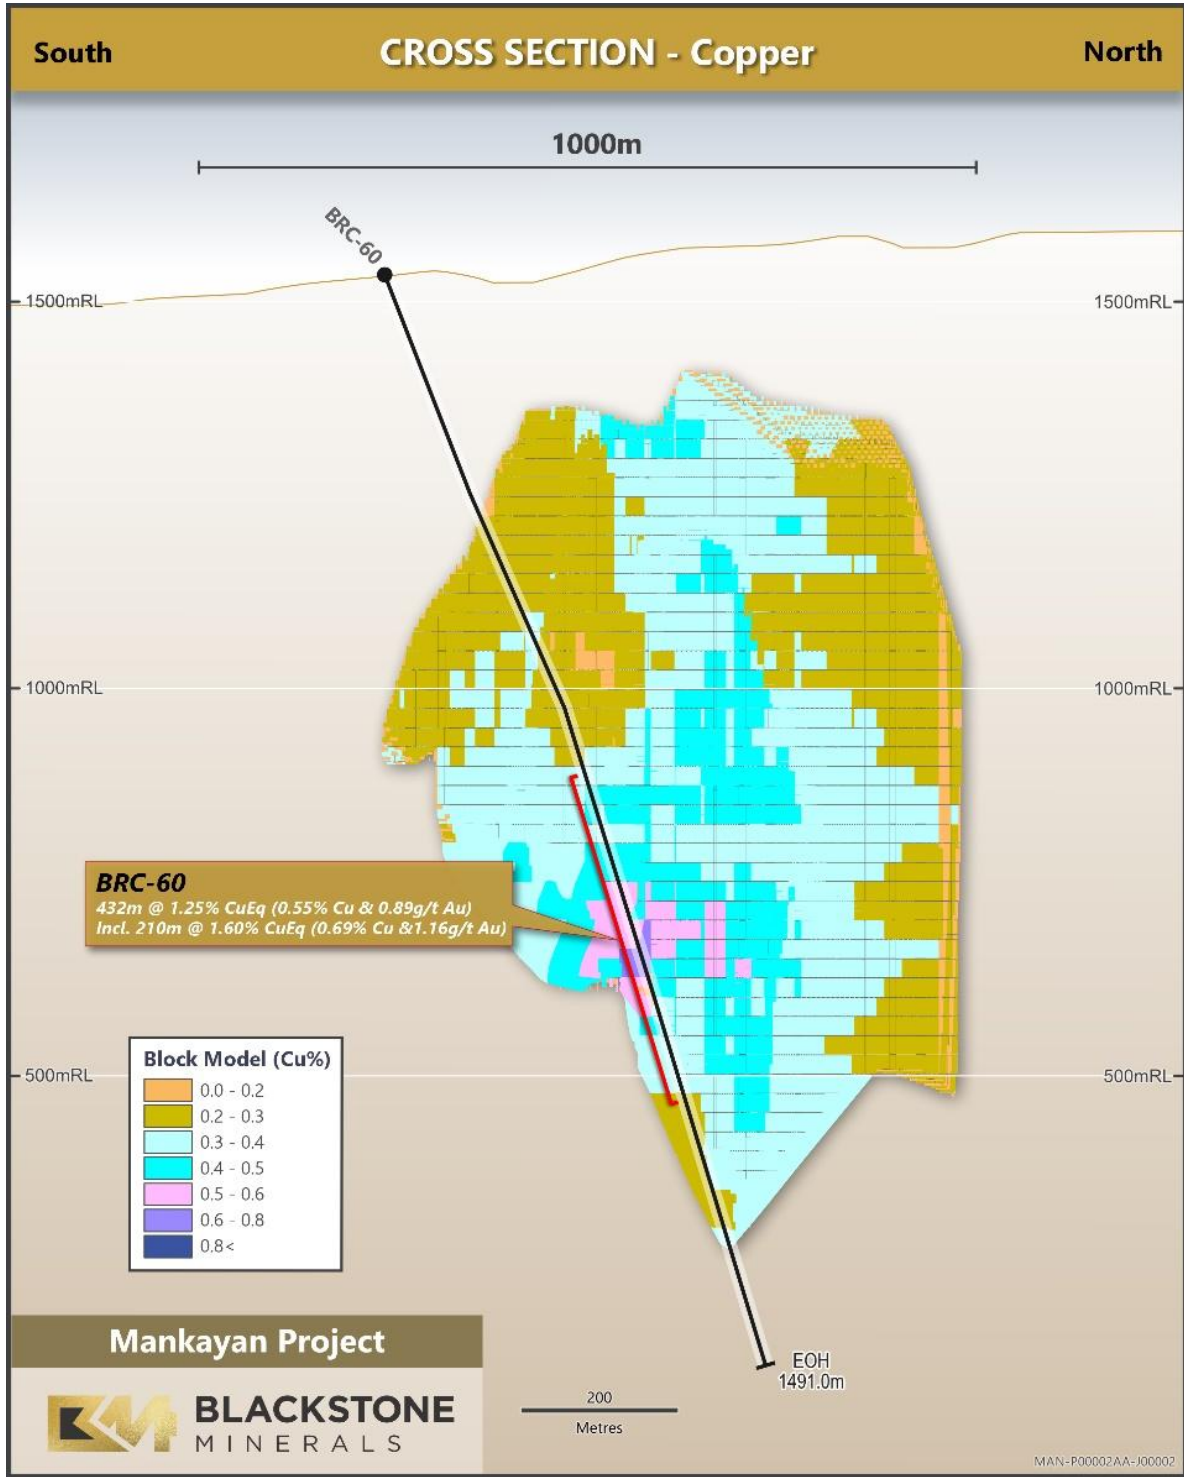 South
CROSS SECTION - Copper
North
1000m
BRC-60
1500mRL
1500mRL
1000mRL
1000mRL
BRC-60
432m @ 1.25% CuEq (0.55% Cu & 0.89g/t Au)
Incl. 210m @ 1.60% CuEq (0.69% Cu &1.16g/t Au)
500mRL
500mRL
Block Model (Cu%)
0.0 - 0.2
0.2 - 0.3
0.3 - 0.4
0.4 - 0.5
0.5 - 0.6
0.6 - 0.8
0.8<
Mankayan Project
BLACKSTONE
MINERALS
EOH
1491.0m
200
Metres
MAN-P00002AA-J00002